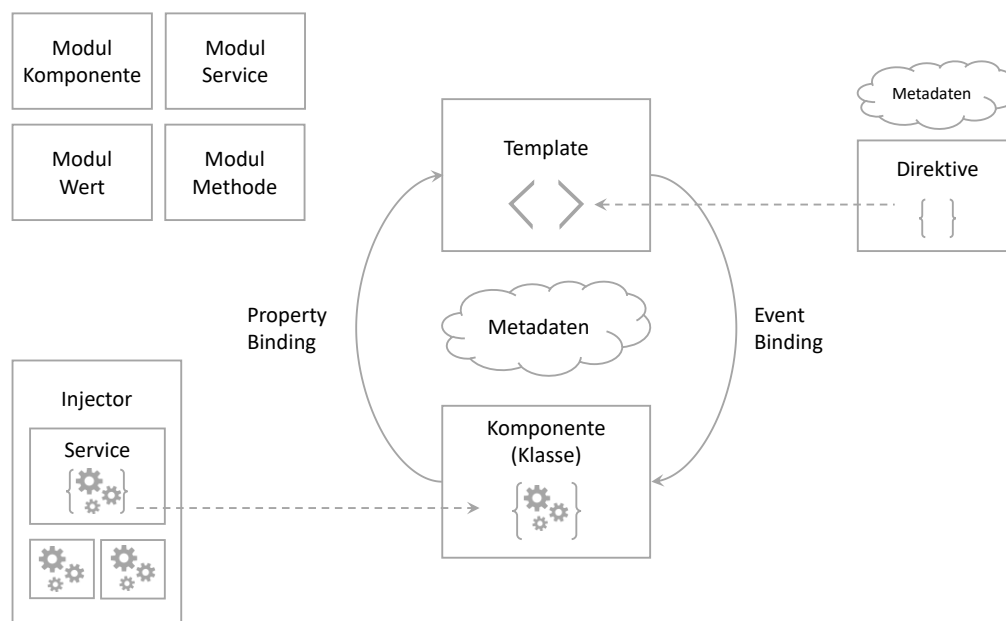 Modul
Komponente
Modul
Service
Modul
Wert
Modul
Methode
Metadaten
Template
Direktive
Property
Binding
Metadaten
Event
Binding
Injector
Service
Komponente
(Klasse)